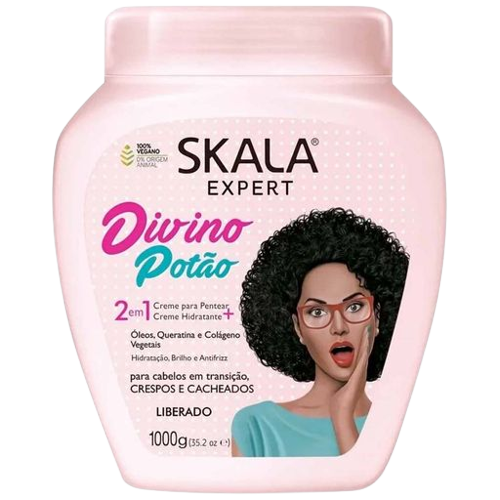 100%
VEGANO
0% ORIGEM
ANIMAL
SKALA®
EXPERT
Divino
Potão
2 em 1 Creme para Pentear +
Creme Hidratante
Óleos, Queratina e Colágeno
Vegetais
Hidratação, Brilho e Antifrizz
para cabelos em transição,
CRESPOS E CACHEADOS
LIBERADO
1000g (35.2 oz ℮)